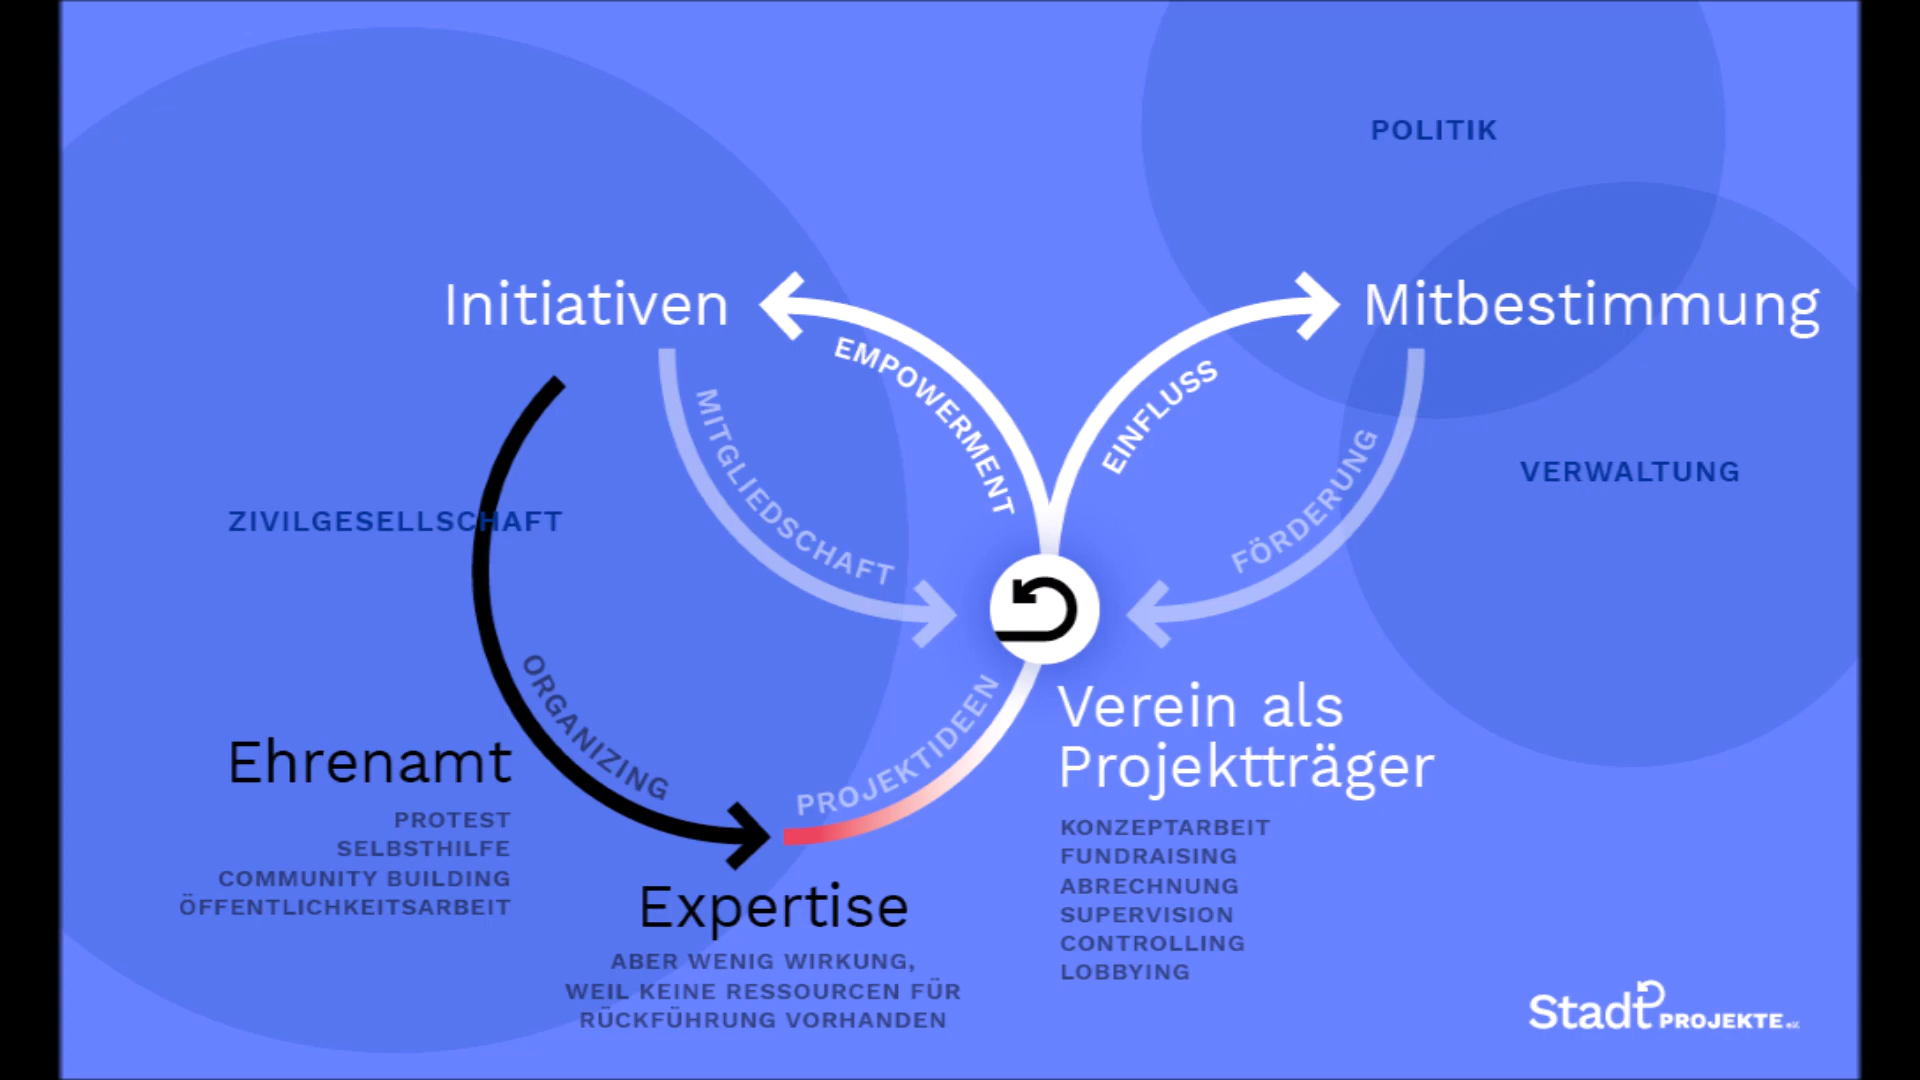 POLITIK
Initiativen
Mitbestimmung
EMPOWERMENT
EINFLUSS
MITGLIEDSCHAFT
FÖRDERUNG
VERWALTUNG
ZIVILGESELLSCHAFT
ORGANIZING
PROJEKTIDEEN
Ehrenamt
PROTEST
SELBSTHILFE
COMMUNITY BUILDING
ÖFFENTLICHKEITSARBEIT
Expertise
ABER WENIG WIRKUNG,
WEIL KEINE RESSOURCEN FÜR
RÜCKFÜHRUNG VORHANDEN
Verein als
Projektträger
KONZEPTARBEIT
FUNDRAISING
ABRECHNUNG
SUPERVISION
CONTROLLING
LOBBYING
Stadt PROJEKTE e.V.